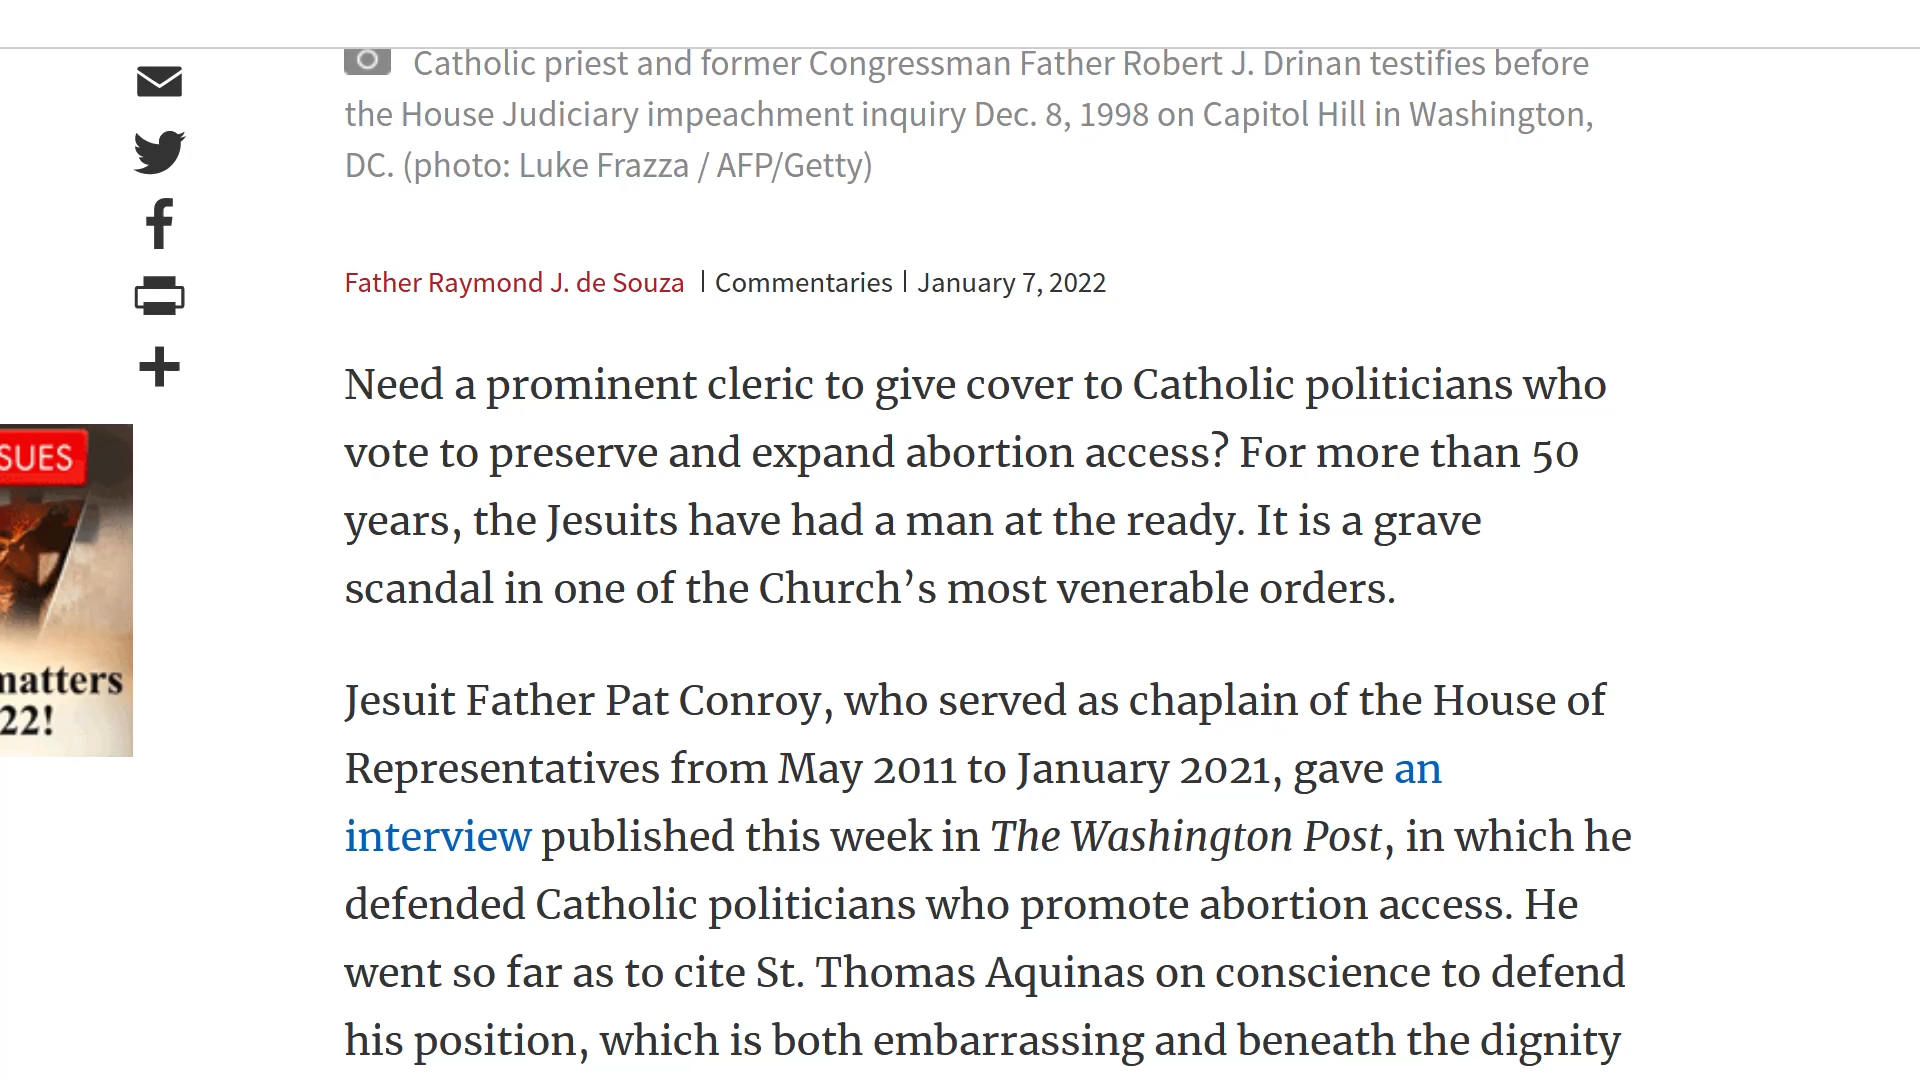 Catholic priest and former Congressman Father Robert J. Drinan testifies before
the House Judiciary impeachment inquiry Dec. 8, 1998 on Capitol Hill in Washington,
DC. (photo: Luke Frazza / AFP/Getty)
Father Raymond J. de Souza | Commentaries | January 7, 2022
Need a prominent cleric to give cover to Catholic politicians who
vote to preserve and expand abortion access? For more than 50
years, the Jesuits have had a man at the ready. It is a grave
scandal in one of the Church’s most venerable orders.
SUES
matters
22!
Jesuit Father Pat Conroy, who served as chaplain of the House of
Representatives from May 2011 to January 2021, gave an
interview published this week in The Washington Post, in which he
defended Catholic politicians who promote abortion access. He
went so far as to cite St. Thomas Aquinas on conscience to defend
his position, which is both embarrassing and beneath the dignity